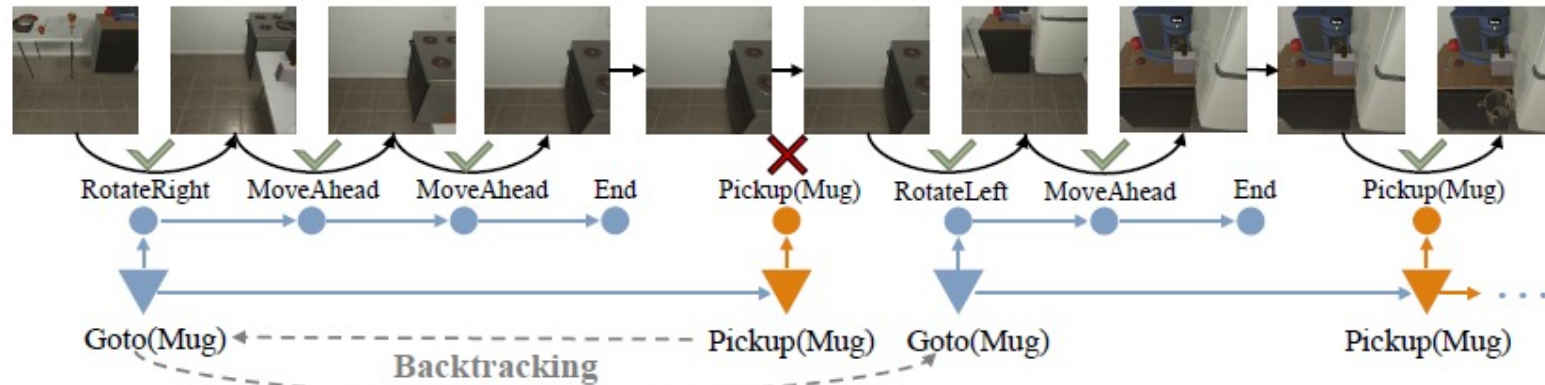 RotateRight MoveAhead MoveAhead End Pickup(Mug) RotateLeft MoveAhead End Pickup(Mug)
Goto(Mug) Pickup(Mug) Goto(Mug) Pickup(Mug)
Backtracking